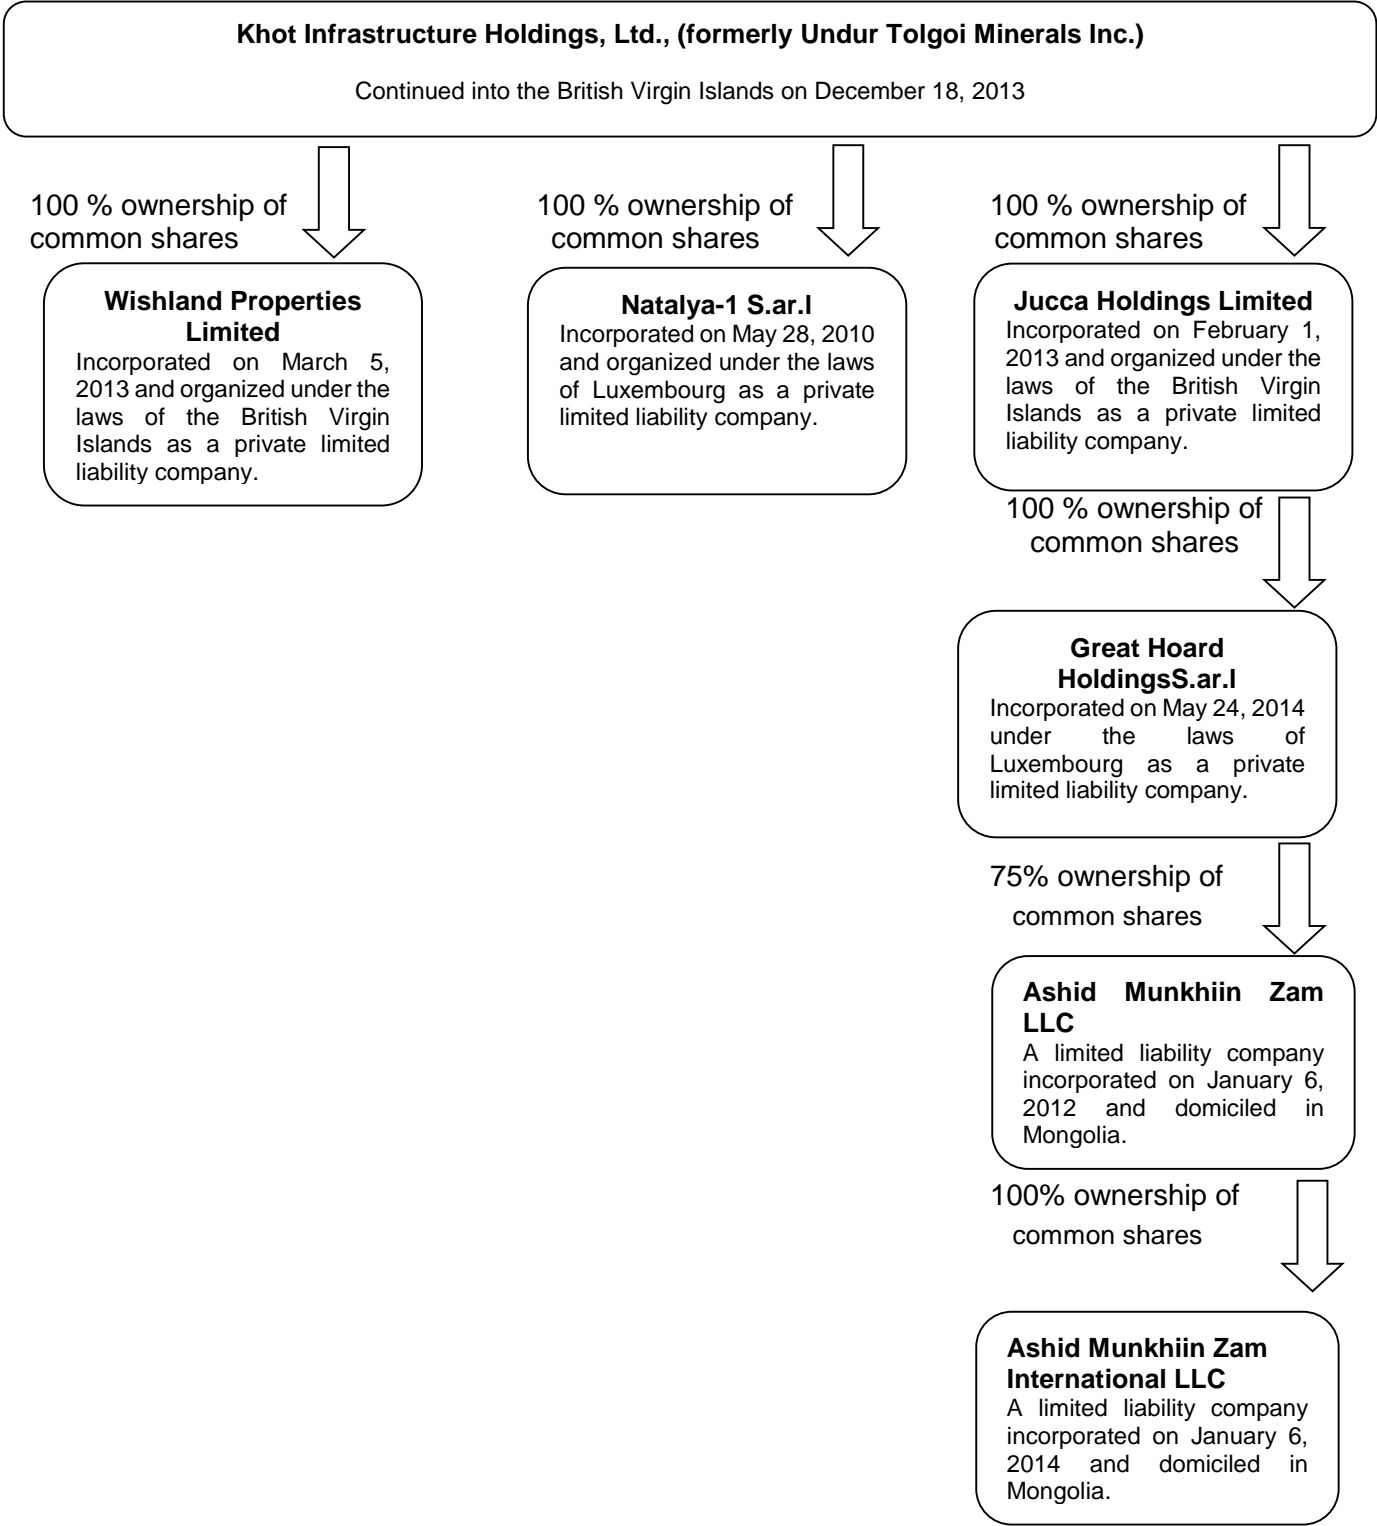 Khot Infrastructure Holdings, Ltd., (formerly Undur Tolgoi Minerals Inc.)
Continued into the British Virgin Islands on December 18, 2013
100 % ownership of
common shares
Wishland Properties
Limited
Incorporated on March 5,
2013 and organized under the
laws of the British Virgin
Islands as a private limited
liability company.
100 % ownership of
common shares
Natalya-1 S.ar.l
Incorporated on May 28, 2010
and organized under the laws
of Luxembourg as a private
limited liability company.
100 % ownership of
common shares
Jucca Holdings Limited
Incorporated on February 1,
2013 and organized under the
laws of the British Virgin
Islands as a private limited
liability company.
100 % ownership of
common shares
Great Hoard
HoldingsS.ar.l
Incorporated on May 24, 2014
under the laws of
Luxembourg as a private
limited liability company.
75% ownership of
common shares
Ashid Munkhiin Zam
LLC
A limited liability company
incorporated on January 6,
2012 and domiciled in
Mongolia.
100% ownership of
common shares
Ashid Munkhiin Zam
International LLC
A limited liability company
incorporated on January 6,
2014 and domiciled in
Mongolia.